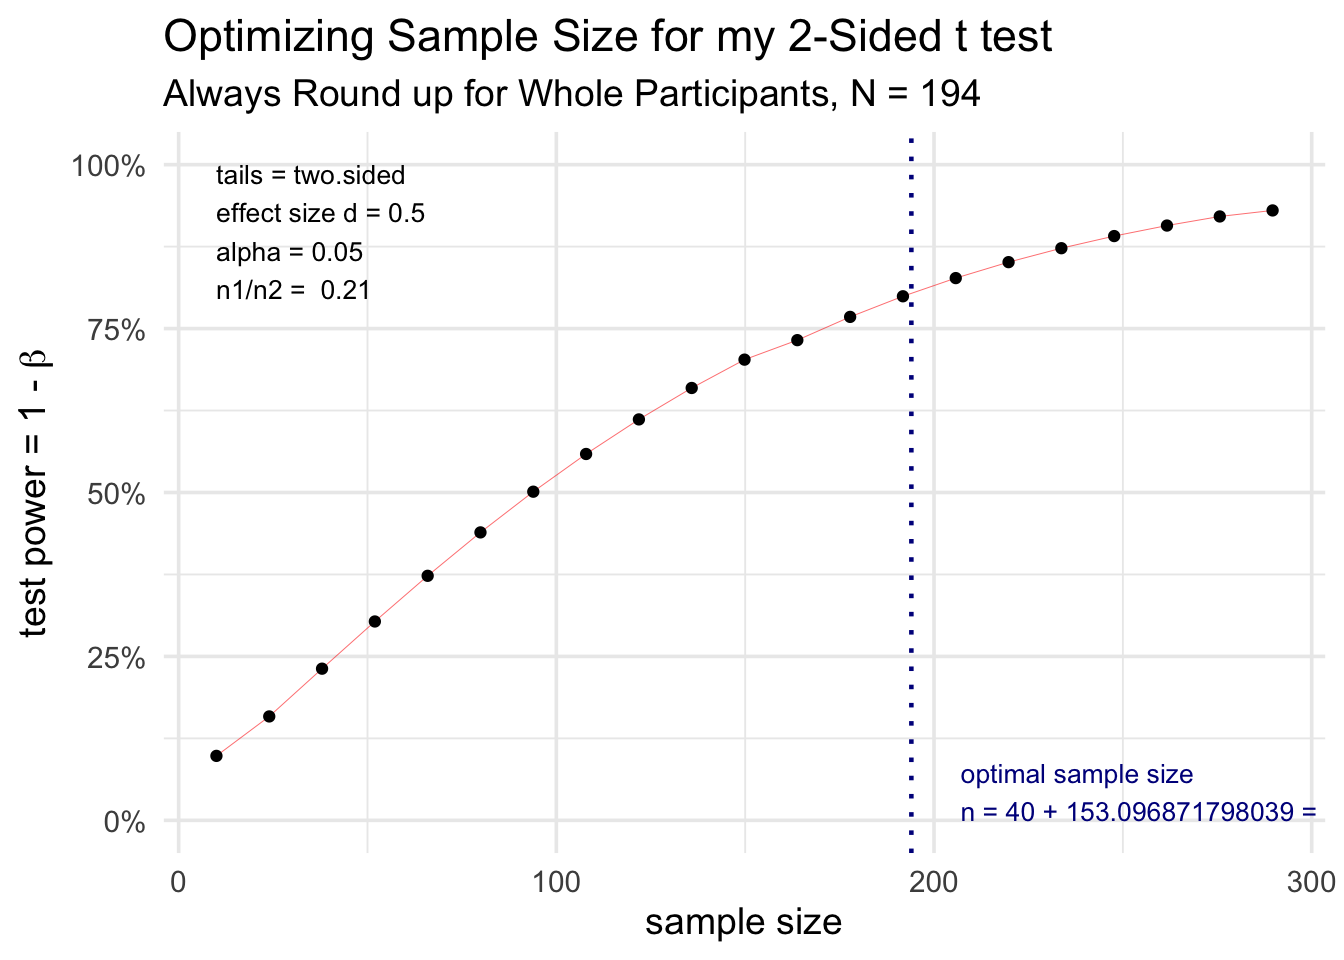 Optimizing Sample Size for my 2-Sided t test
Always Round up for Whole Participants, N = 194
100%
75%
50%
25%
0%
test power = 1 - β
tails = two.sided
effect size d = 0.5
alpha = 0.05
n1/n2 =  0.21
optimal sample size
n = 40 + 153.096871798039 =
0
100
200
300
sample size